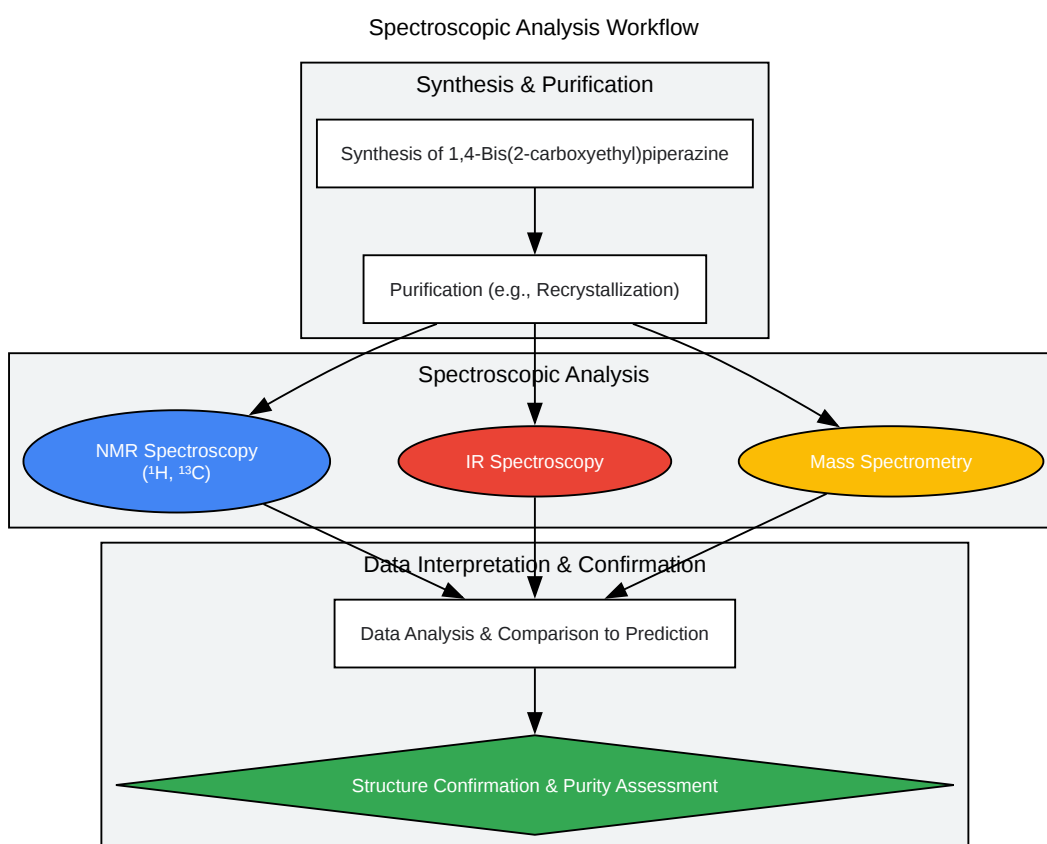 Spectroscopic Analysis Workflow
Synthesis & Purification
Synthesis of 1,4-Bis(2-carboxyethyl)piperazine
Purification (e.g., Recrystallization)
Spectroscopic Analysis
NMR Spectroscopy
(¹H, ¹³C)
IR Spectroscopy
Mass Spectrometry
Data Interpretation & Confirmation
Data Analysis & Comparison to Prediction
Structure Confirmation & Purity Assessment